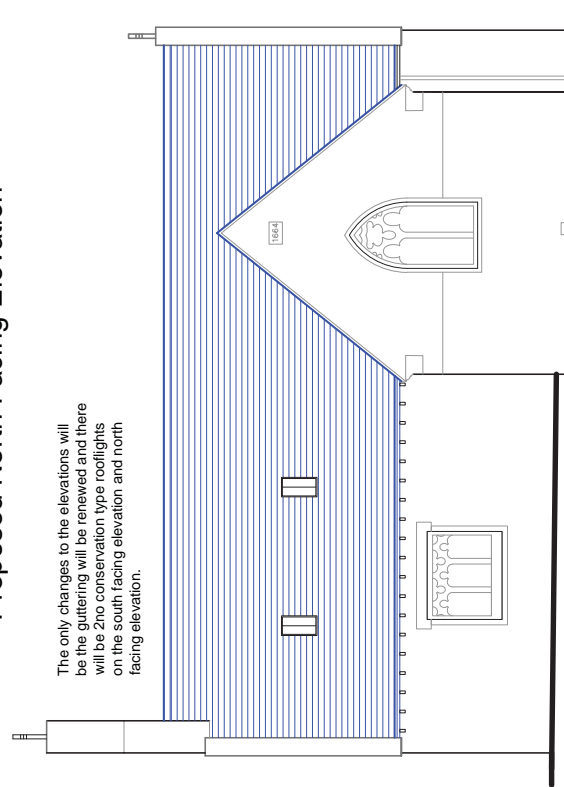 Proposed North Facing Elevation
The only changes to the elevations will
be the guttering will be renewed and there
will be 2no conservation type rooflights
on the south facing elevation and north
facing elevation.
1664